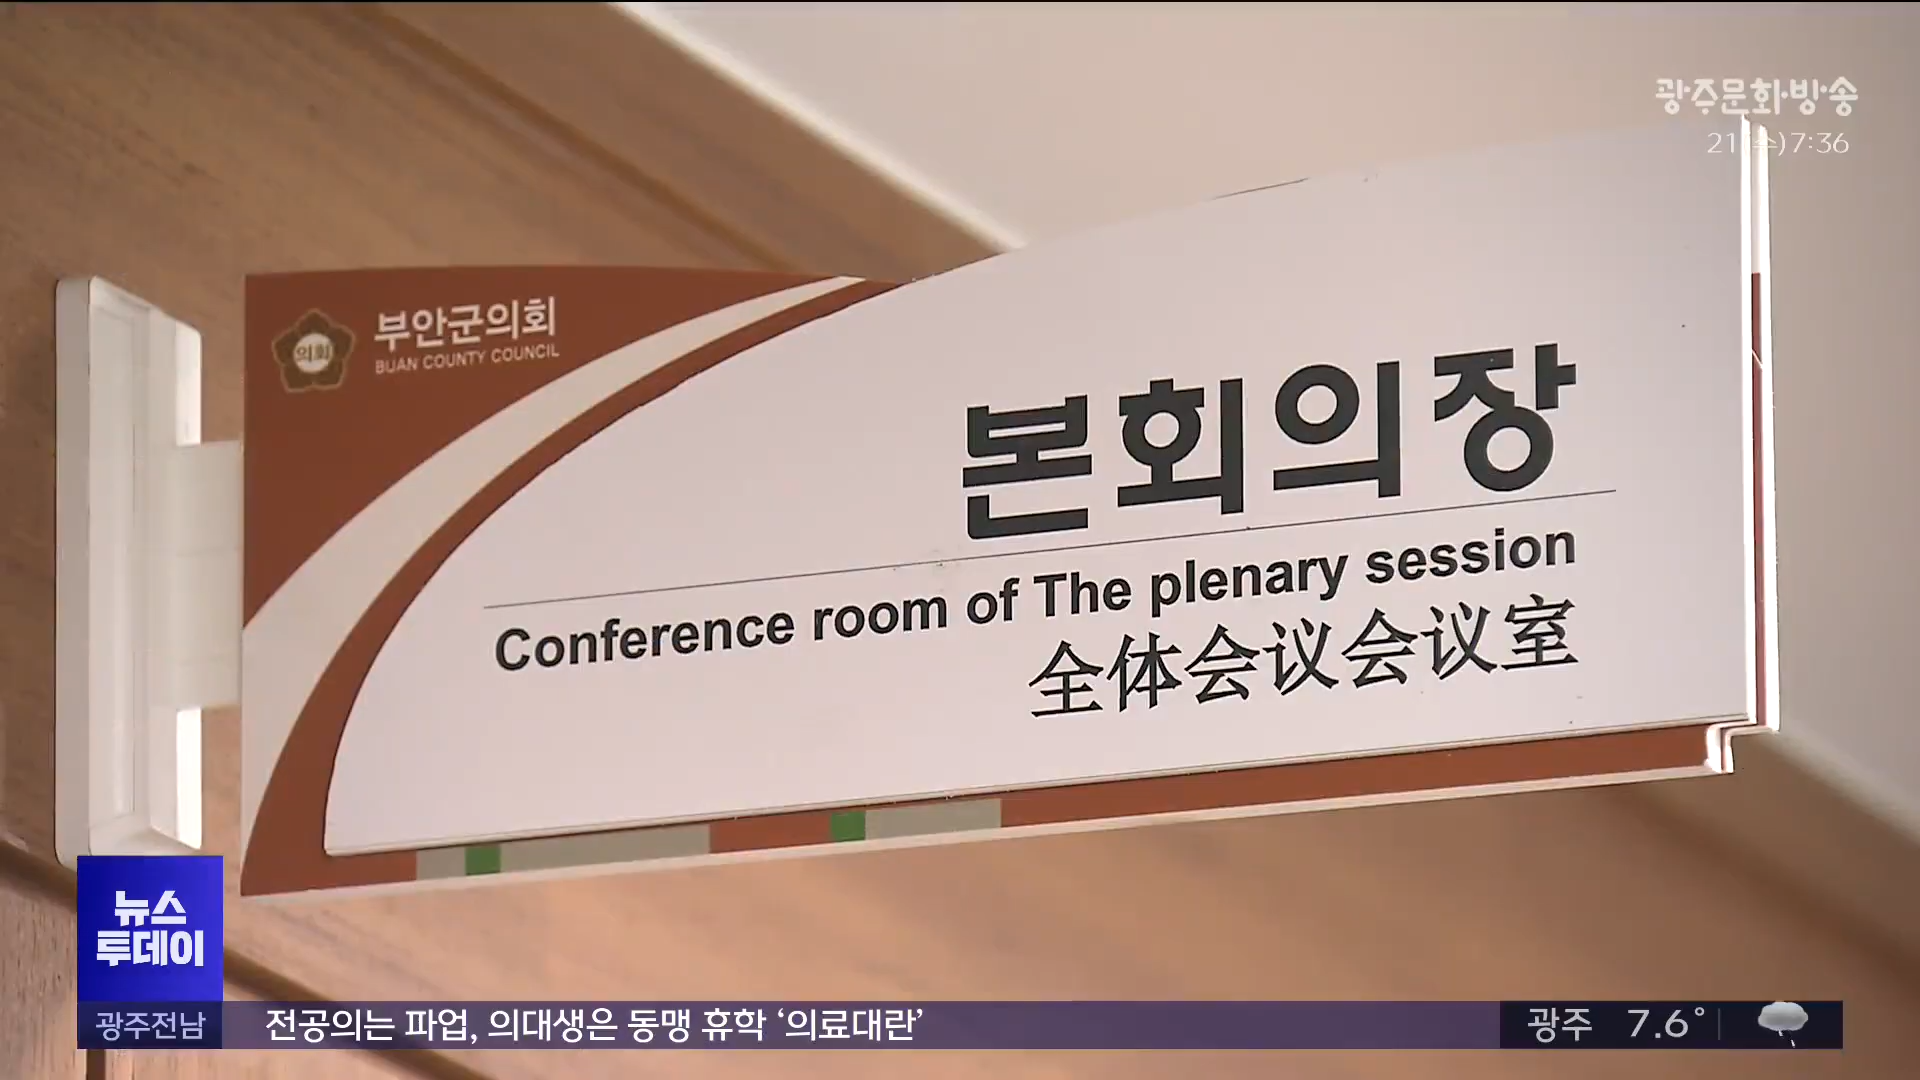 광주문화방송
21(수)7:36
의회
부안군의회
BUAN COUNTY COUNCIL
본회의장
Conference room of The plenary session
全体会议会议室
뉴스
투데이
광주전남
전공의는 파업, 의대생은 동맹 휴학 ‘의료대란’
광주 7.6°